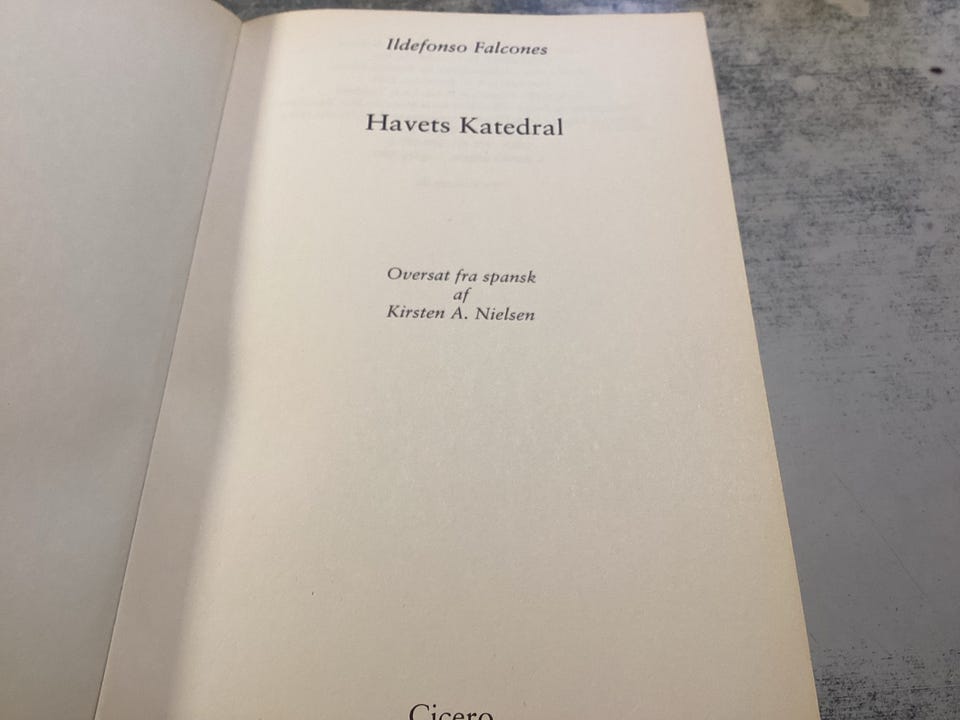 Ildefonso Falcones
Havets Katedral
Oversat fra spansk
af
Kirsten A. Nielsen
Cicero